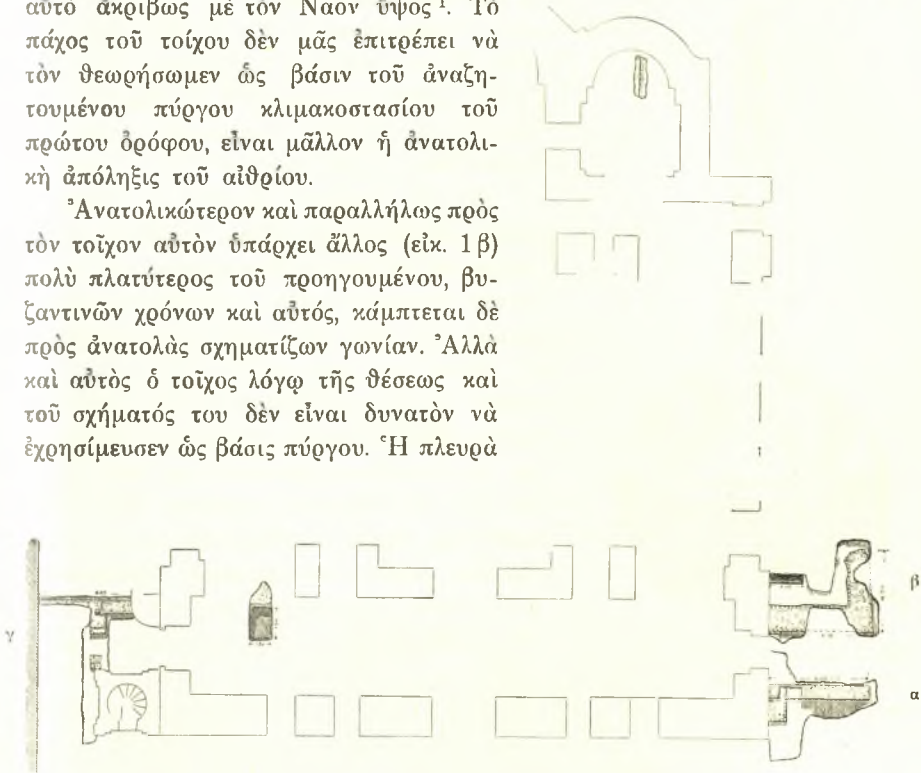 αὐτὸ ἀκριβῶς μὲ τὸν Ναὸν ὕψος ¹. Τὸ
πάχος τοῦ τοίχου δὲν μᾶς ἐπιτρέπει νὰ
τὸν θεωρήσωμεν ὡς βάσιν τοῦ ἀναζη-
τουμένου πύργου κλιμακοστασίου τοῦ
πρώτου ὀρόφου, εἶναι μᾶλλον ἡ ἀνατολι-
κὴ ἀπόληξις τοῦ αἰθρίου.
Ἀνατολικώτερον καὶ παραλλήλως πρὸς
τὸν τοῖχον αὐτὸν ὑπάρχει ἄλλος (εἰκ. 1 β)
πολὺ πλατύτερος τοῦ προηγουμένου, βυ-
ζαντινῶν χρόνων καὶ αὐτός, κάμπτεται δὲ
πρὸς ἀνατολὰς σχηματίζων γωνίαν. Ἀλλὰ
καὶ αὐτὸς ὁ τοῖχος λόγῳ τῆς θέσεως καὶ
τοῦ σχήματός του δὲν εἶναι δυνατὸν νὰ
ἐχρησίμευσεν ὡς βάσις πύργου. Ἡ πλευρὰ
β
γ
α